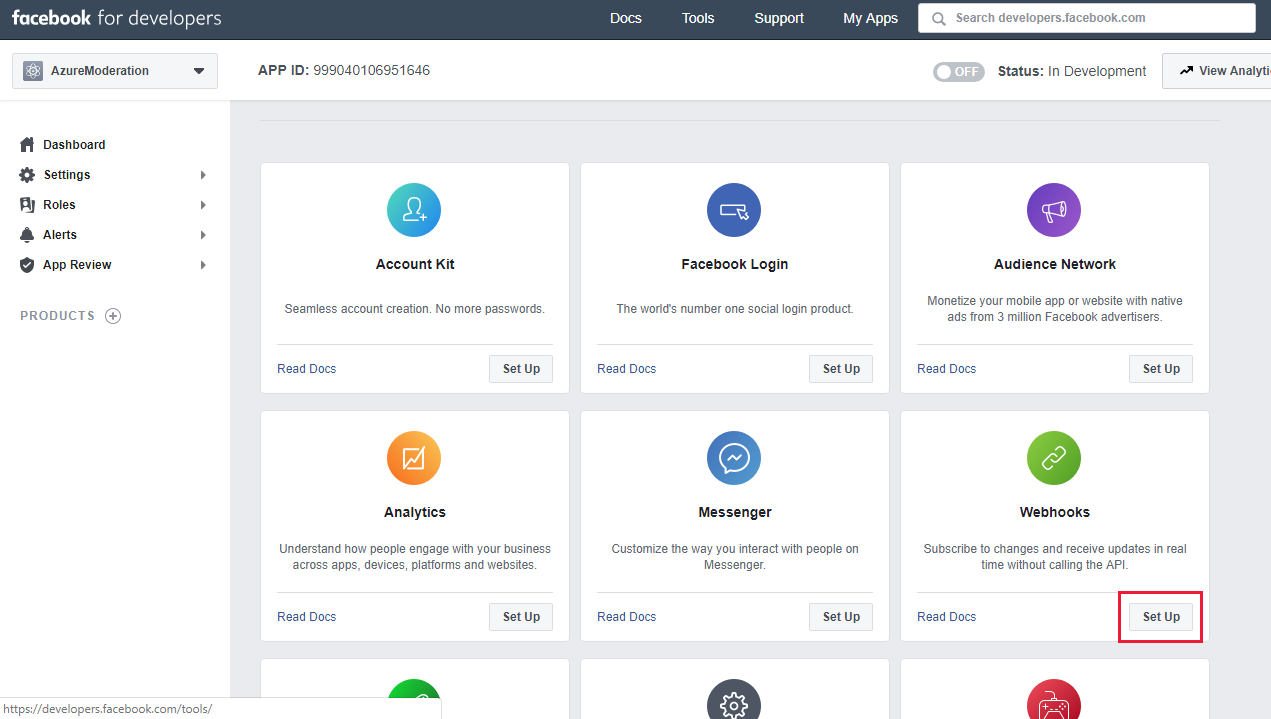 facebook for developers
Docs
Tools
Support
My Apps
Search developers.facebook.com
AzureModeration
APP ID: 999040106951646
OFF
Status: In Development
View Analyti
Dashboard
Settings
Roles
Alerts
App Review
PRODUCTS
Account Kit
Seamless account creation. No more passwords.
Read Docs
Set Up
Facebook Login
The world's number one social login product.
Read Docs
Set Up
Audience Network
Monetize your mobile app or website with native
ads from 3 million Facebook advertisers.
Read Docs
Set Up
Analytics
Understand how people engage with your business
across apps, devices, platforms and websites.
Read Docs
Set Up
Messenger
Customize the way you interact with people on
Messenger.
Read Docs
Set Up
Webhooks
Subscribe to changes and receive updates in real
time without calling the API.
Read Docs
Set Up
https://developers.facebook.com/tools/